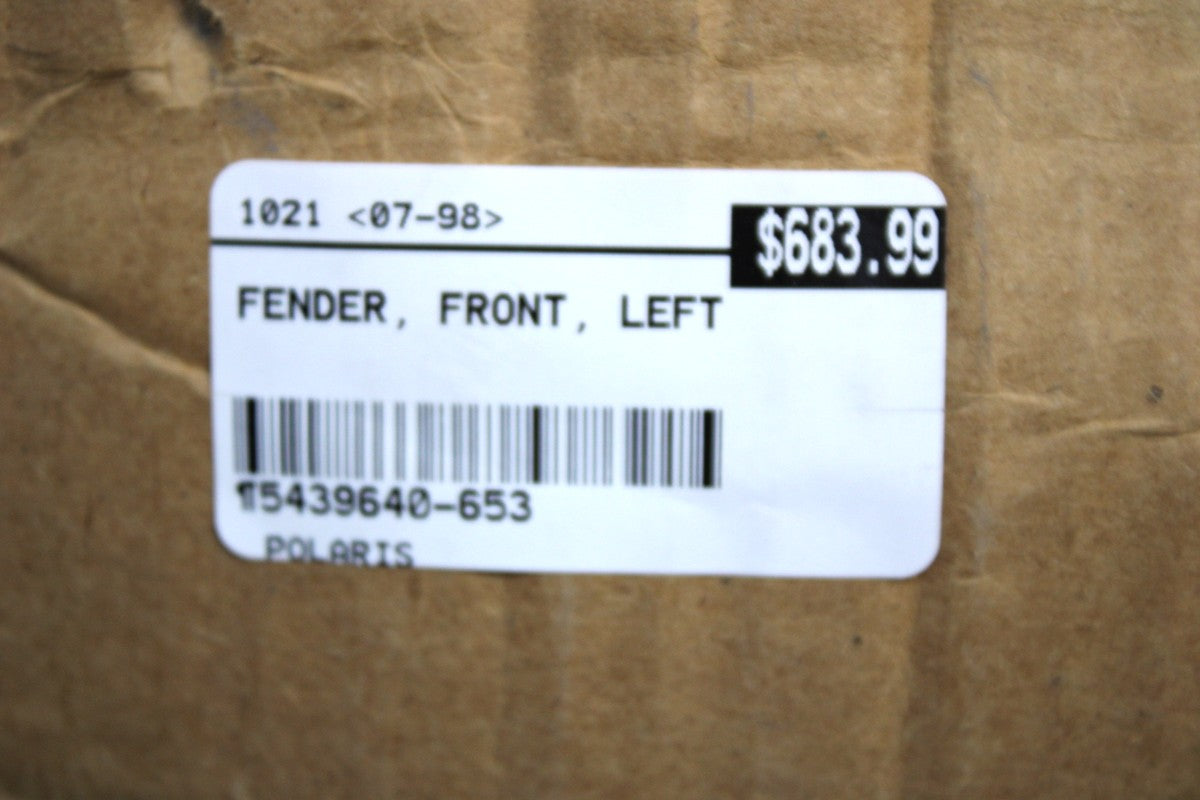 1021 <07-98>
$683.99
FENDER, FRONT, LEFT
¶5439640-653
POLARIS